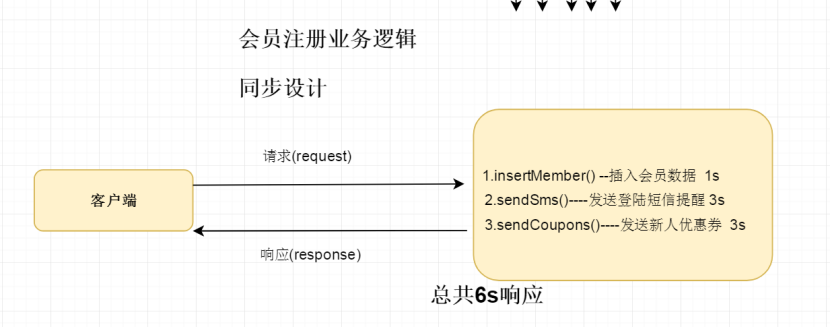 会员注册业务逻辑
同步设计
请求(request)
客户端
1.insertMember() --插入会员数据 1s
2.sendSms()----发送登陆短信提醒 3s
3.sendCoupons()----发送新人优惠券 3s
响应(response)
总共6s响应